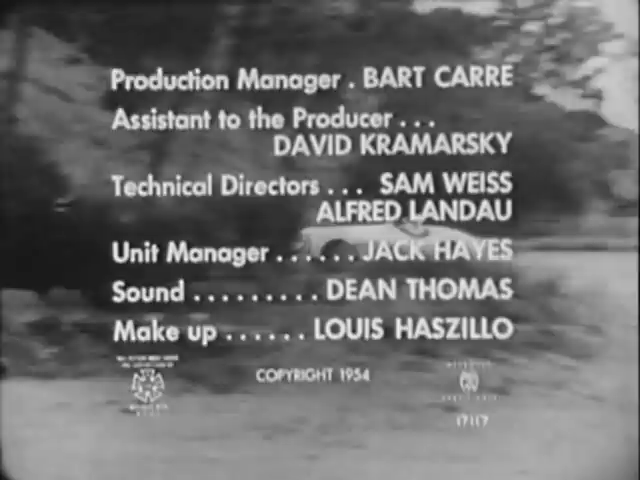 Production Manager . BART CARRE
Assistant to the Producer . . .
DAVID KRAMARSKY
Technical Directors . . . SAM WEISS
ALFRED LANDAU
Unit Manager . . . . . . JACK HAYES
Sound . . . . . . . . . DEAN THOMAS
Make up . . . . . . LOUIS HASZILLO
COPYRIGHT 1954
17117